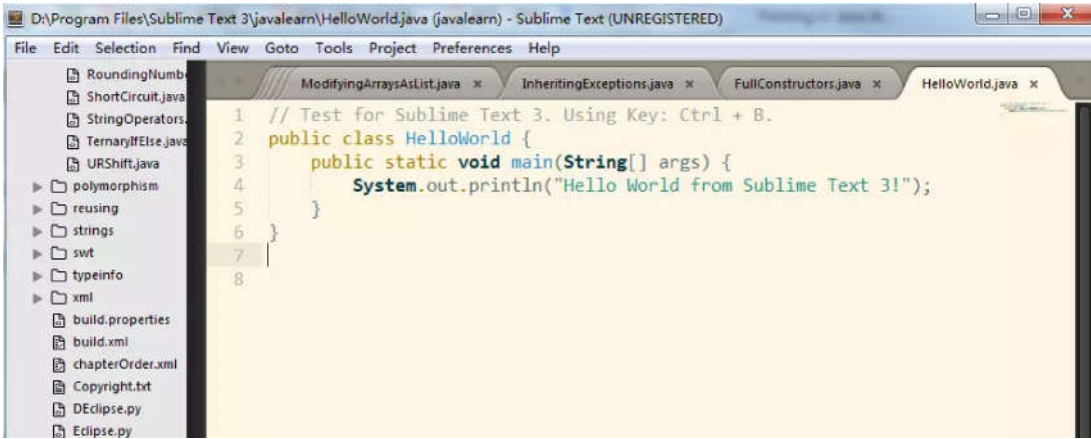 D:\Program Files\Sublime Text 3\javalearn\HelloWorld.java (javalearn) - Sublime Text (UNREGISTERED)
File Edit Selection Find View Goto Tools Project Preferences Help
ModifyingArraysAsList.java × InheritingExceptions.java × FullConstructors.java × HelloWorld.java ×
RoundingNumb
ShortCircuit.java
StringOperators.
TernaryIfElse.java
URShift.java
polymorphism
reusing
strings
swt
typeinfo
xml
build.properties
build.xml
chapterOrder.xml
Copyright.txt
DEclipse.py
Eclipse.py
1 // Test for Sublime Text 3. Using Key: Ctrl + B.
2 public class HelloWorld {
3 public static void main(String[] args) {
4 System.out.println("Hello World from Sublime Text 3!");
5 }
6 }
7
8